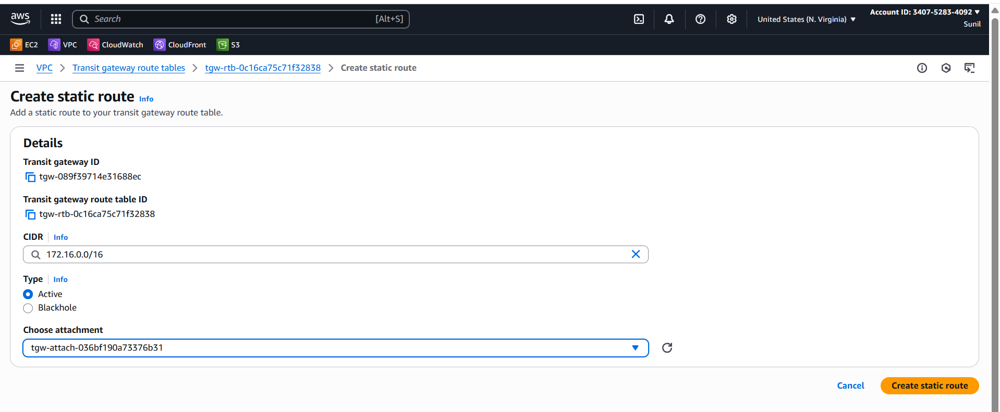 aws
Search [Alt+S]
United States (N. Virginia)
Account ID: 3407-5283-4092
Sunil
EC2 VPC CloudWatch CloudFront S3
VPC Transit gateway route tables tgw-rtb-0c16ca75c71f32838 Create static route
Create static route Info
Add a static route to your transit gateway route table.
Details
Transit gateway ID
tgw-089f39714e31688ec
Transit gateway route table ID
tgw-rtb-0c16ca75c71f32838
CIDR Info
172.16.0.0/16
Type Info
Active
Blackhole
Choose attachment
tgw-attach-036bf190a73376b31
Cancel Create static route